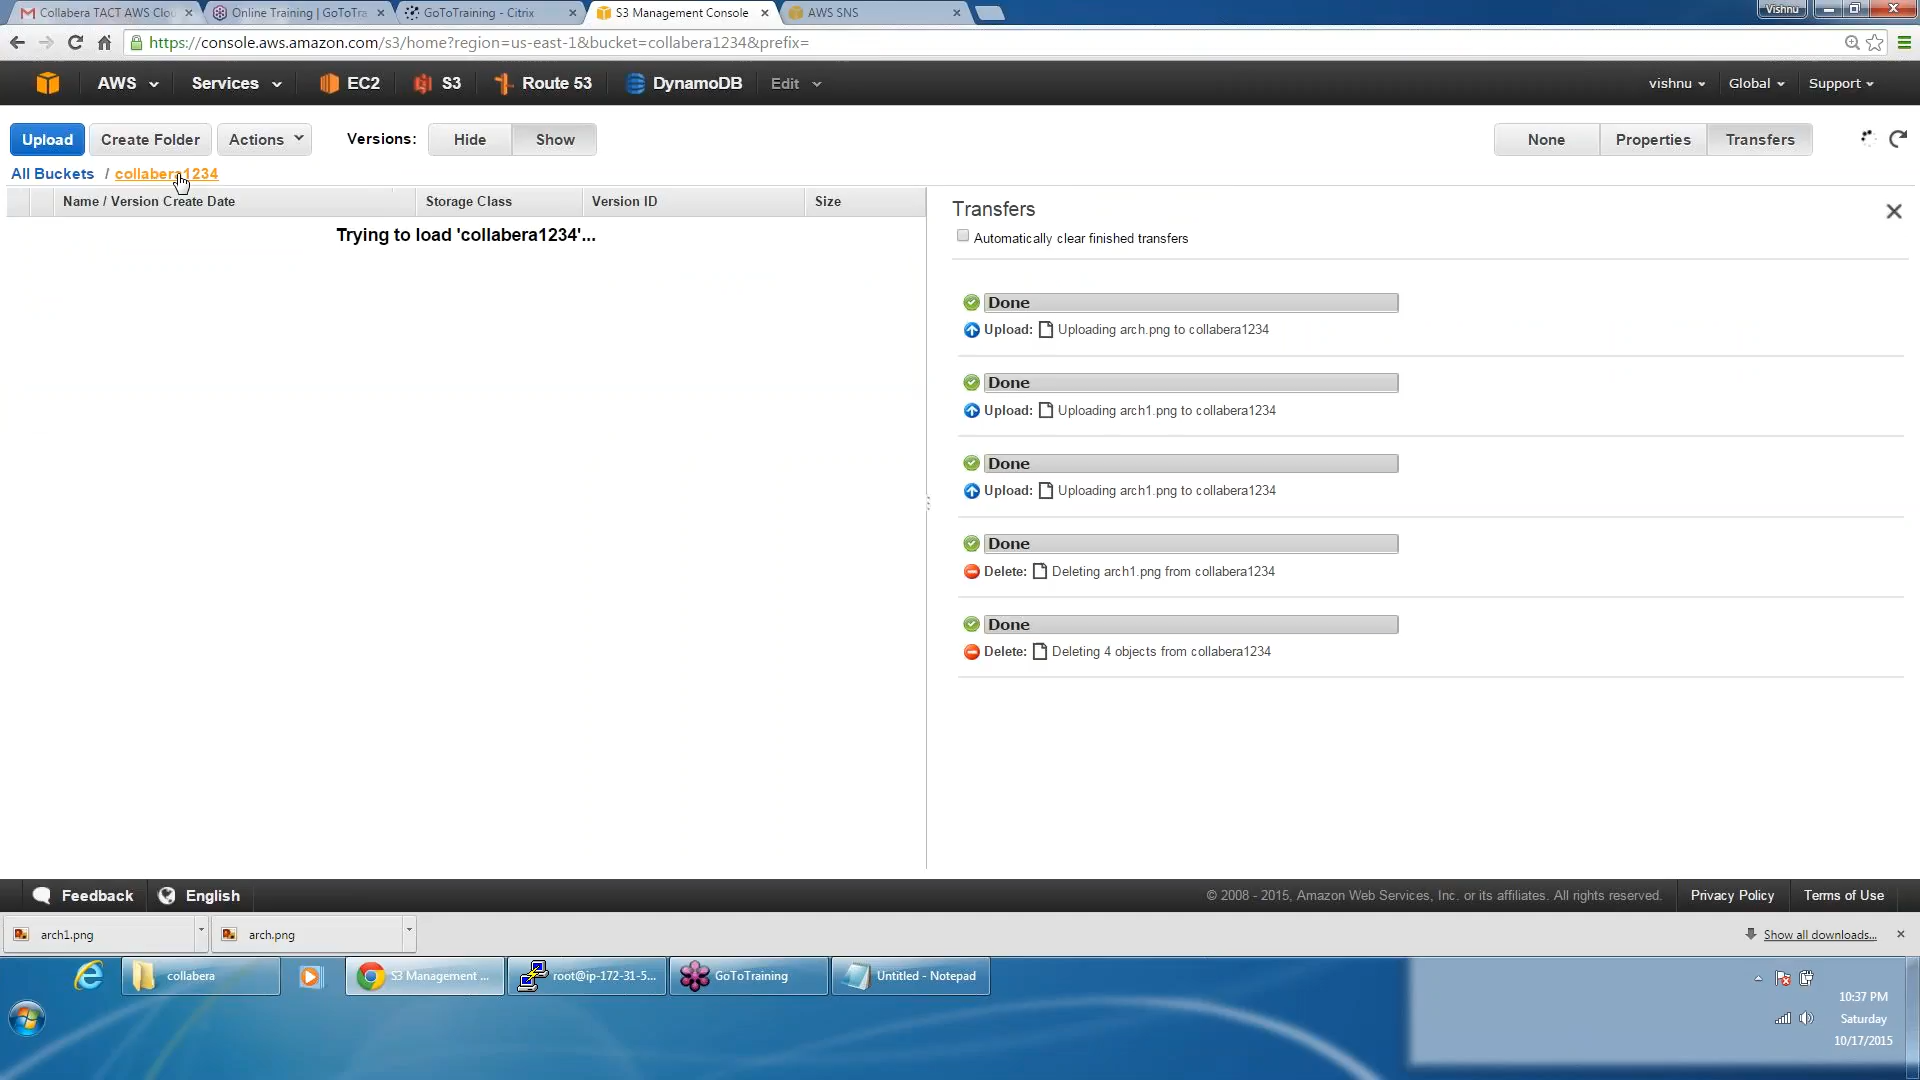 Collabera TACT AWS Clou
Online Training | GoToTra
GoToTraining - Citrix
S3 Management Console
AWS SNS
Vishnu
https://console.aws.amazon.com/s3/home?region=us-east-1&bucket=collabera1234&prefix=
AWS
Services
EC2
S3
Route 53
DynamoDB
Edit
vishnu
Global
Support
Upload
Create Folder
Actions
Versions:
Hide
Show
None
Properties
Transfers
All Buckets / collabera1234
Name / Version Create Date
Storage Class
Version ID
Size
Trying to load 'collabera1234'...
Transfers
Automatically clear finished transfers
Done
Upload: Uploading arch.png to collabera1234
Done
Upload: Uploading arch1.png to collabera1234
Done
Upload: Uploading arch1.png to collabera1234
Done
Delete: Deleting arch1.png from collabera1234
Done
Delete: Deleting 4 objects from collabera1234
Feedback
English
© 2008 - 2015, Amazon Web Services, Inc. or its affiliates. All rights reserved.
Privacy Policy
Terms of Use
arch1.png
arch.png
Show all downloads...
collabera
S3 Management ...
root@ip-172-31-5...
GoToTraining
Untitled - Notepad
10:37 PM
Saturday
10/17/2015